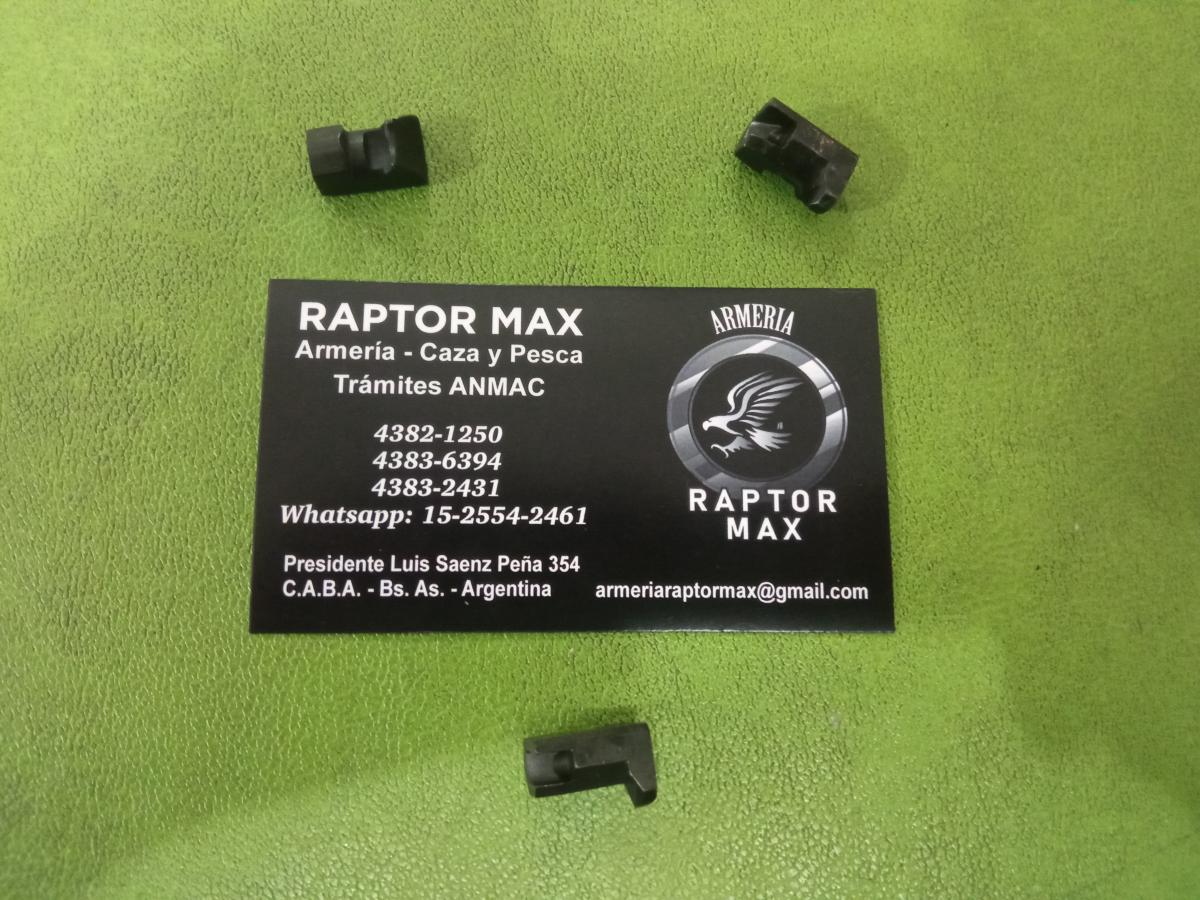 RAPTOR MAX
Armería - Caza y Pesca
Trámites ANMAC
4382-1250
4383-6394
4383-2431
Whatsapp: 15-2554-2461
Presidente Luis Saenz Peña 354
C.A.B.A. - Bs. As. - Argentina
ARMERIA
RAPTOR
MAX
armeriaraptormax@gmail.com